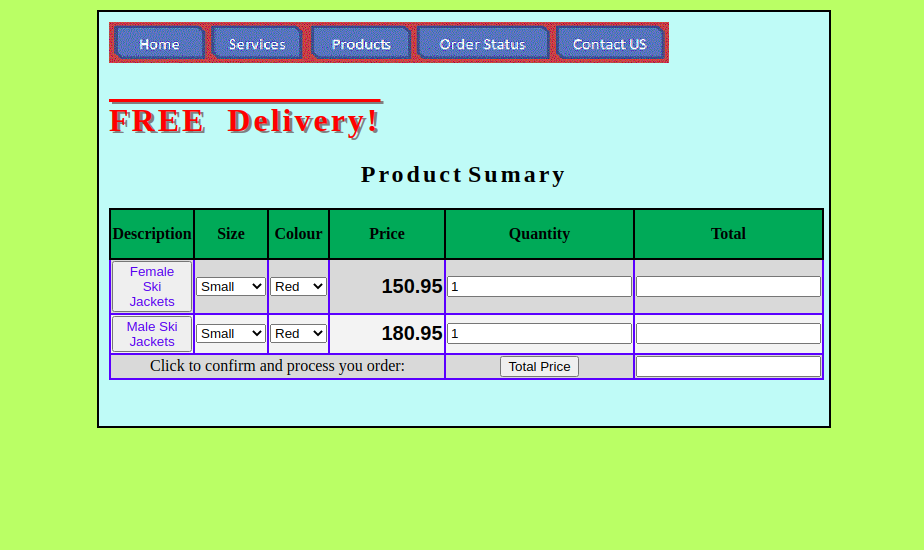 Home Services Products Order Status Contact US
FREE Delivery!
Product Sumary
Description Size Colour Price Quantity Total
Female Ski Jackets Small Red 150.95 1
Male Ski Jackets Small Red 180.95 1
Click to confirm and process you order: Total Price